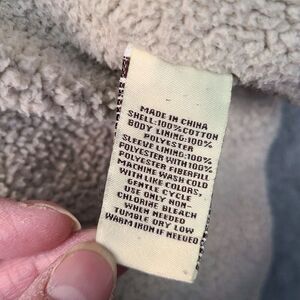 MADE IN CHINA
SHELL:100%COTTON
BODY LINING:100%
POLYESTER
SLEEVE LINING:100%
POLYESTER WITH 100%
POLYESTER FIBERFILL
MACHINE WASH COLD
WITH LIKE COLORS,
GENTLE CYCLE
USE ONLY NON-
CHLORINE BLEACH
WHEN NEEDED
TUMBLE DRY LOW
WARM IRON IF NEEDED